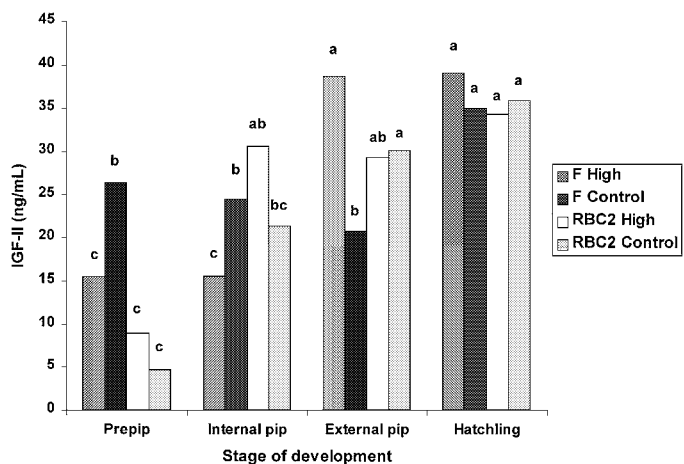 45
40
35
30
25
20
15
10
5
0
IGF-II (ng/mL)
c
b
c
c
c
b
ab
bc
a
b
ab
a
a
a
a
a
Prepip
Internal pip
External pip
Hatchling
Stage of development
F High
F Control
RBC2 High
RBC2 Control